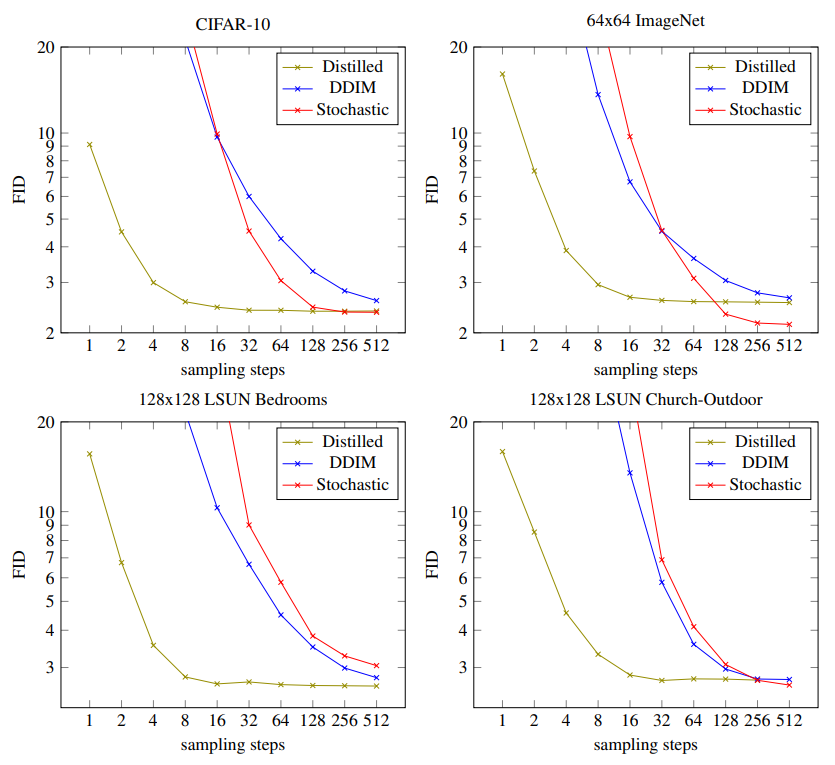 CIFAR-10
20
10
9
8
7
6
5
4
3
2
FID
Distilled
DDIM
Stochastic
1 2 4 8 16 32 64 128 256 512
sampling steps
64x64 ImageNet
20
10
9
8
7
6
5
4
3
2
FID
Distilled
DDIM
Stochastic
1 2 4 8 16 32 64 128 256 512
sampling steps
128x128 LSUN Bedrooms
20
10
9
8
7
6
5
4
3
FID
Distilled
DDIM
Stochastic
1 2 4 8 16 32 64 128 256 512
sampling steps
128x128 LSUN Church-Outdoor
20
10
9
8
7
6
5
4
3
FID
Distilled
DDIM
Stochastic
1 2 4 8 16 32 64 128 256 512
sampling steps